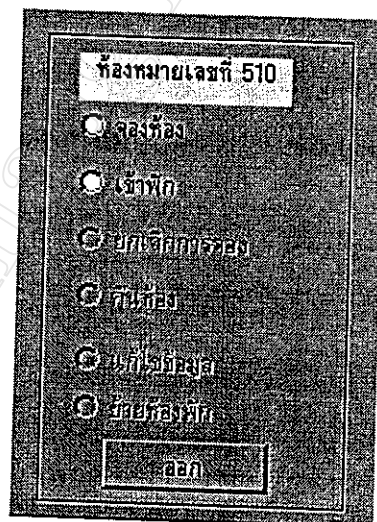 ห้องหมายเลขที่ 510
จองห้อง
เข้าพัก
ยกเลิกการจอง
คืนห้อง
แก้ไขข้อมูล
ย้ายห้องพัก
ออก